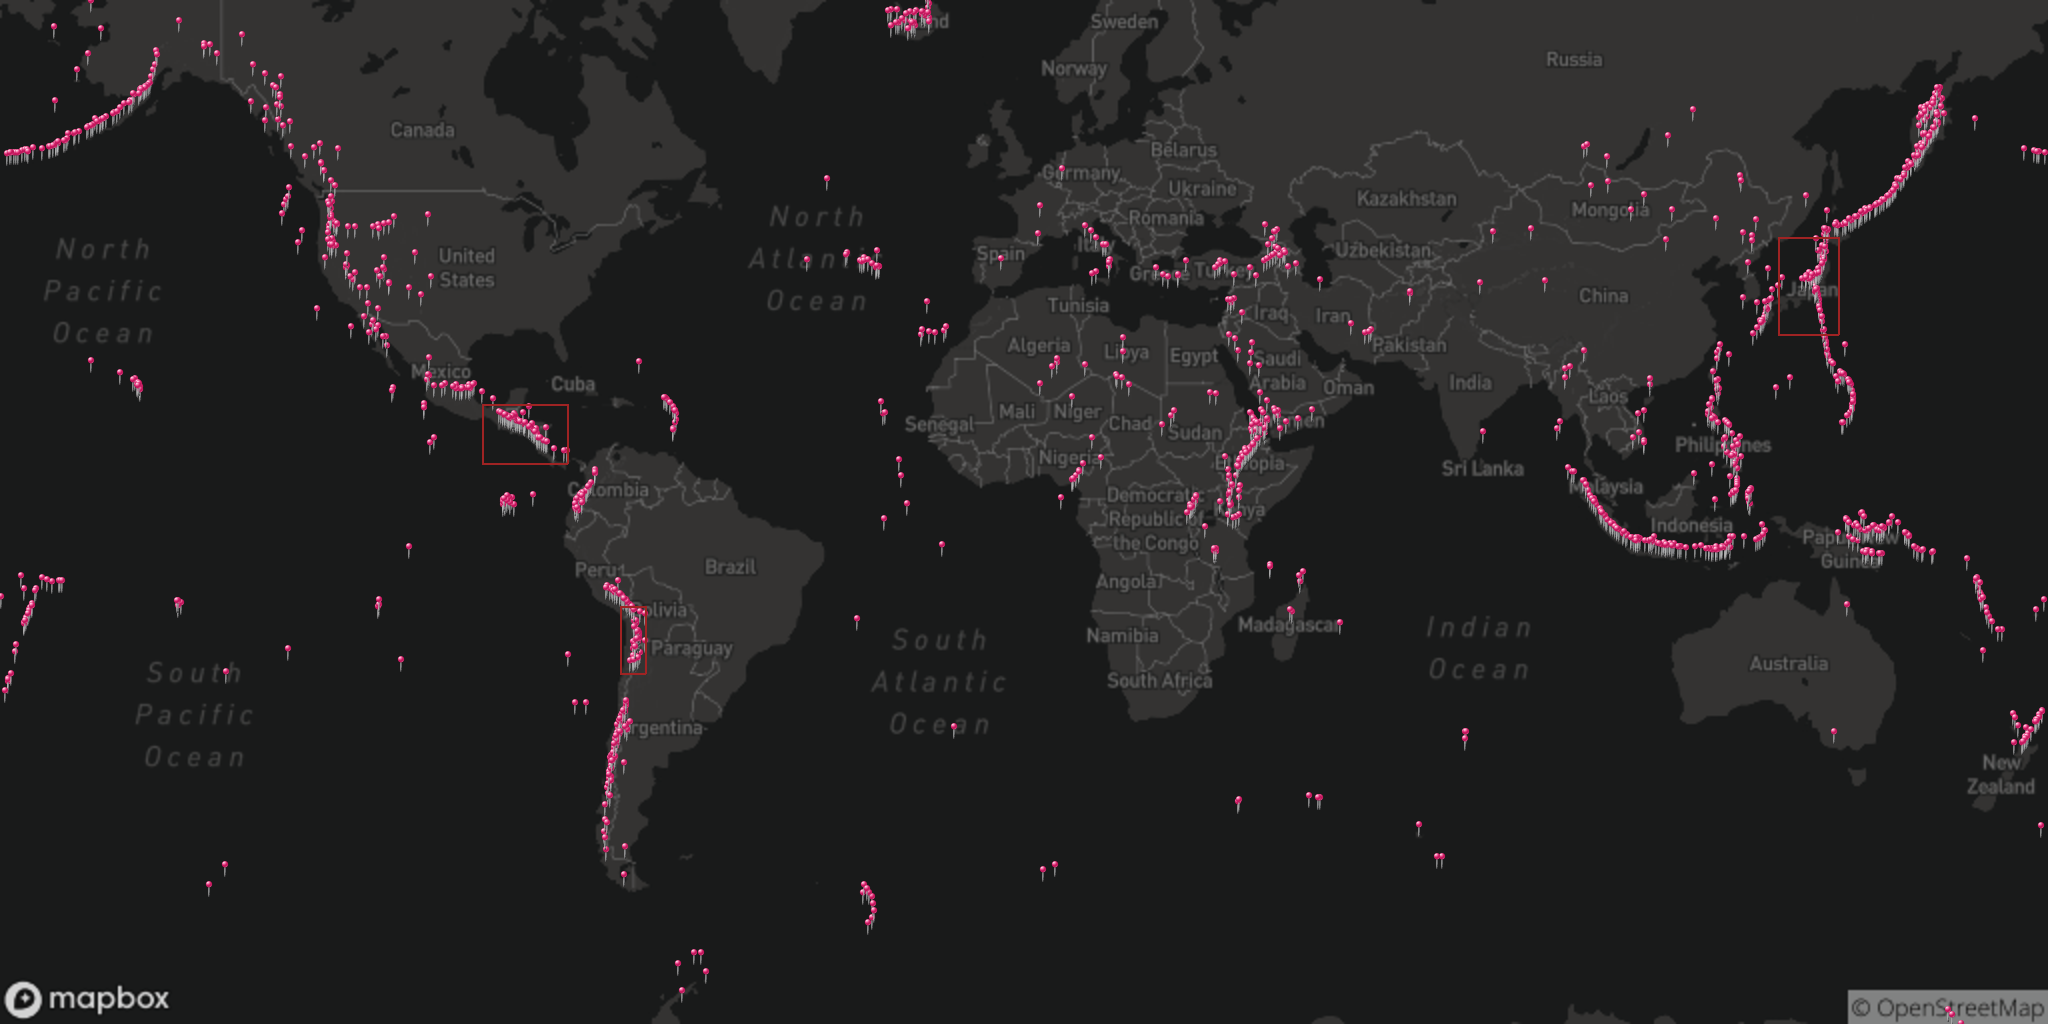 Sweden
Norway
Russia
Canada
Belarus
Germany
Ukraine
Kazakhstan
Mongolia
North
Atlantic
Ocean
Romania
North
Pacific
Ocean
United
States
Spain
Italy
Uzbekistan
Turkey
China
Japan
Tunisia
Iraq
Iran
Pakistan
Algeria
Libya
Egypt
Saudi
Arabia
Oman
India
Laos
Mexico
Cuba
Mali
Niger
Chad
Sudan
Senegal
Nigeria
Philippines
Sri Lanka
Malaysia
Colombia
Democratic
Republic of
the Congo
Indonesia
Papua New
Guinea
Peru
Brazil
Angola
Bolivia
Paraguay
Namibia
Madagascar
South
Atlantic
Ocean
Indian
Ocean
Australia
South Africa
South
Pacific
Ocean
Argentina
New
Zealand
mapbox
© OpenStreetMap